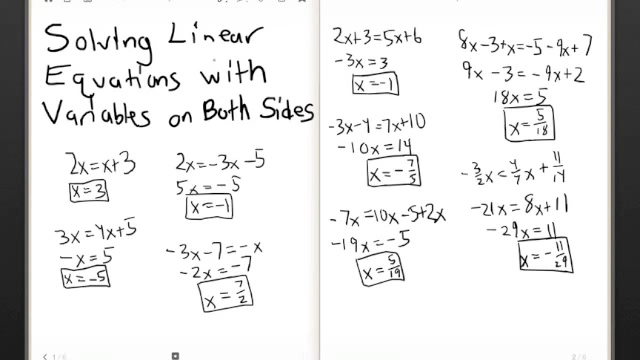 Solving Linear
Equations with
Variables on Both Sides
2x = x + 3
x = 3
3x = 4x + 5
-x = 5
x = -5
2x = -3x - 5
5x = -5
x = -1
-3x - 7 = -x
-2x = -7
x = 7/2
1 / 6
2x + 3 = 5x + 6
-3x = 3
x = -1
-3x - 4 = 7x + 10
-10x = 14
x = -7/5
-7x = 10x - 5 + 2x
-19x = -5
x = 5/19
8x - 3 + x = -5 - 9x + 7
9x - 3 = -9x + 2
18x = 5
x = 5/18
-3/2x = 4/7x + 11/14
-21x = 8x + 11
-29x = 11
x = -11/29
2 / 6